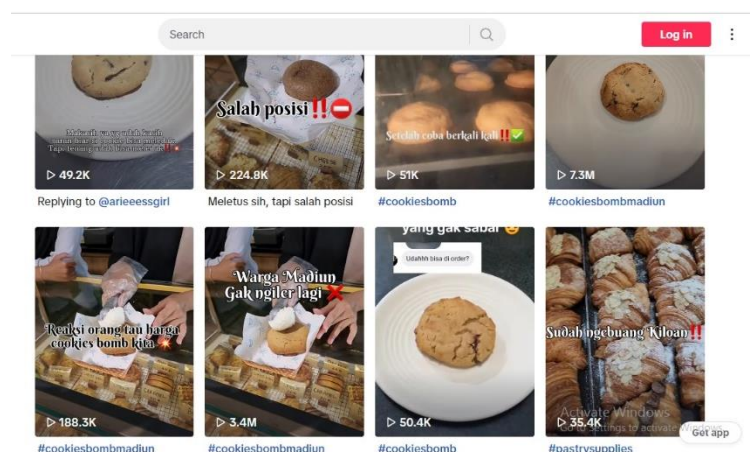 Search
Log in
Salah posisi‼️⛔
Setelah coba berkali kali‼️✅
49.2K
224.8K
51K
7.3M
Replying to @arieeessgirl
Meletus sih, tapi salah posisi
#cookiesbomb
#cookiesbombmadiun
yang gak sabar
Udahhh bisa di order?
Warga Madiun
Gak ngiler lagi ❌
Reaksi orang tau harga
cookies bomb kita 💥
Sudah ngebuang Kiloan‼️
188.3K
3.4M
50.4K
35.4K
Activate Windows
Go to Settings to activate Windows.
Get app
#cookiesbombmadiun
#cookiesbombmadiun
#cookiesbomb
#pastrysupplies